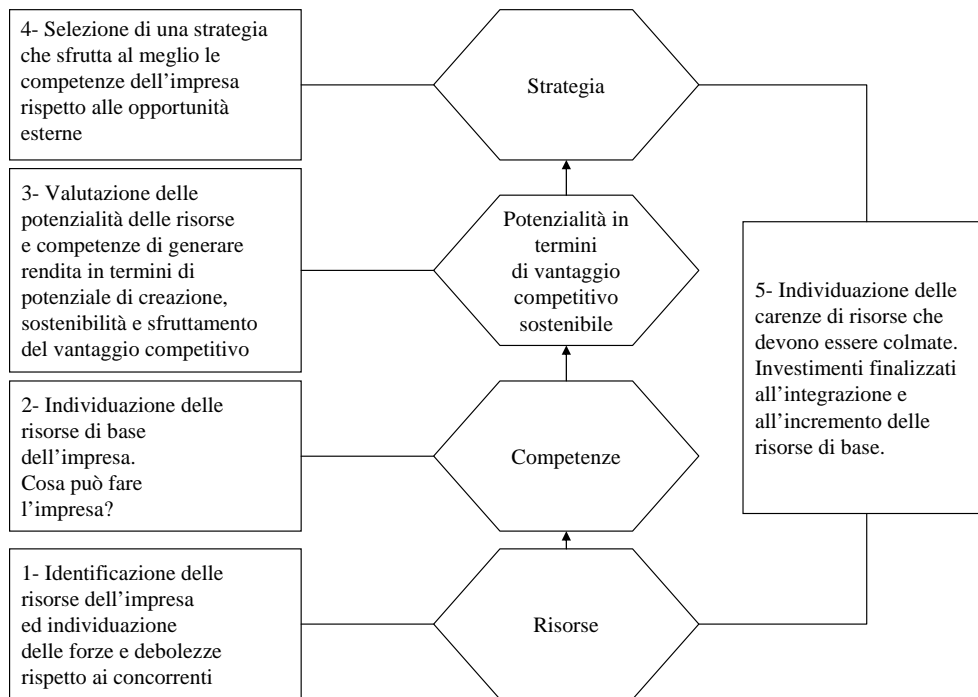 4- Selezione di una strategia
che sfrutta al meglio le
competenze dell’impresa
rispetto alle opportunità
esterne
Strategia
3- Valutazione delle
potenzialità delle risorse
e competenze di generare
rendita in termini di
potenziale di creazione,
sostenibilità e sfruttamento
del vantaggio competitivo
Potenzialità in
termini
di vantaggio
competitivo
sostenibile
5- Individuazione delle
carenze di risorse che
devono essere colmate.
Investimenti finalizzati
all’integrazione e
all’incremento delle
risorse di base.
2- Individuazione delle
risorse di base
dell’impresa.
Cosa può fare
l’impresa?
Competenze
1- Identificazione delle
risorse dell’impresa
ed individuazione
delle forze e debolezze
rispetto ai concorrenti
Risorse